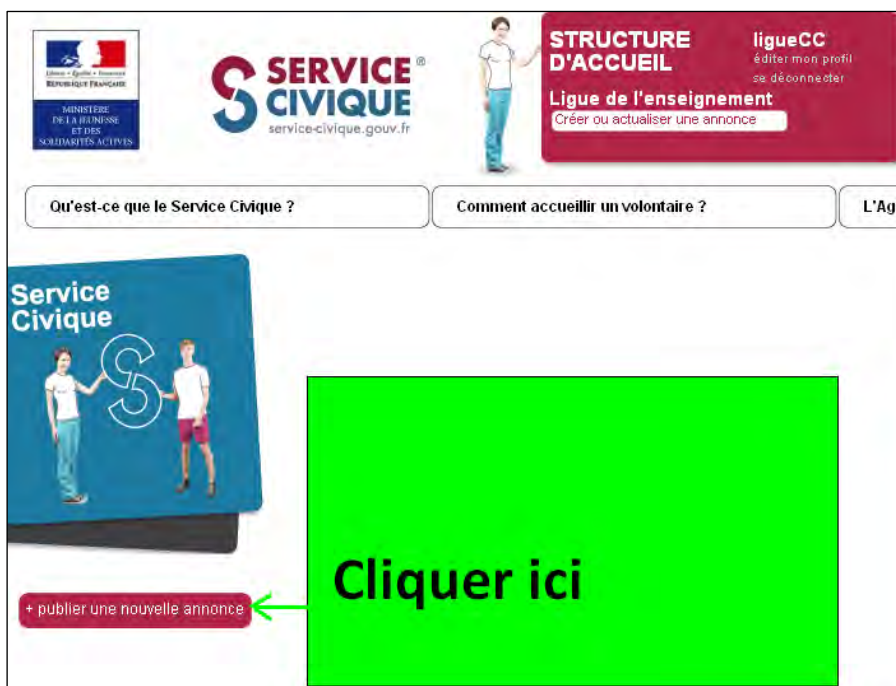 Liberté • Égalité • Fraternité
RÉPUBLIQUE FRANÇAISE
MINISTÈRE
DE LA JEUNESSE
ET DES
SOLIDARITÉS ACTIVES
SERVICE®
CIVIQUE
service-civique.gouv.fr
STRUCTURE
D'ACCUEIL
Ligue de l'enseignement
Créer ou actualiser une annonce
ligueCC
éditer mon profil
se déconnecter
Qu'est-ce que le Service Civique ?
Comment accueillir un volontaire ?
L'Ag
Service
Civique
+ publier une nouvelle annonce
Cliquer ici